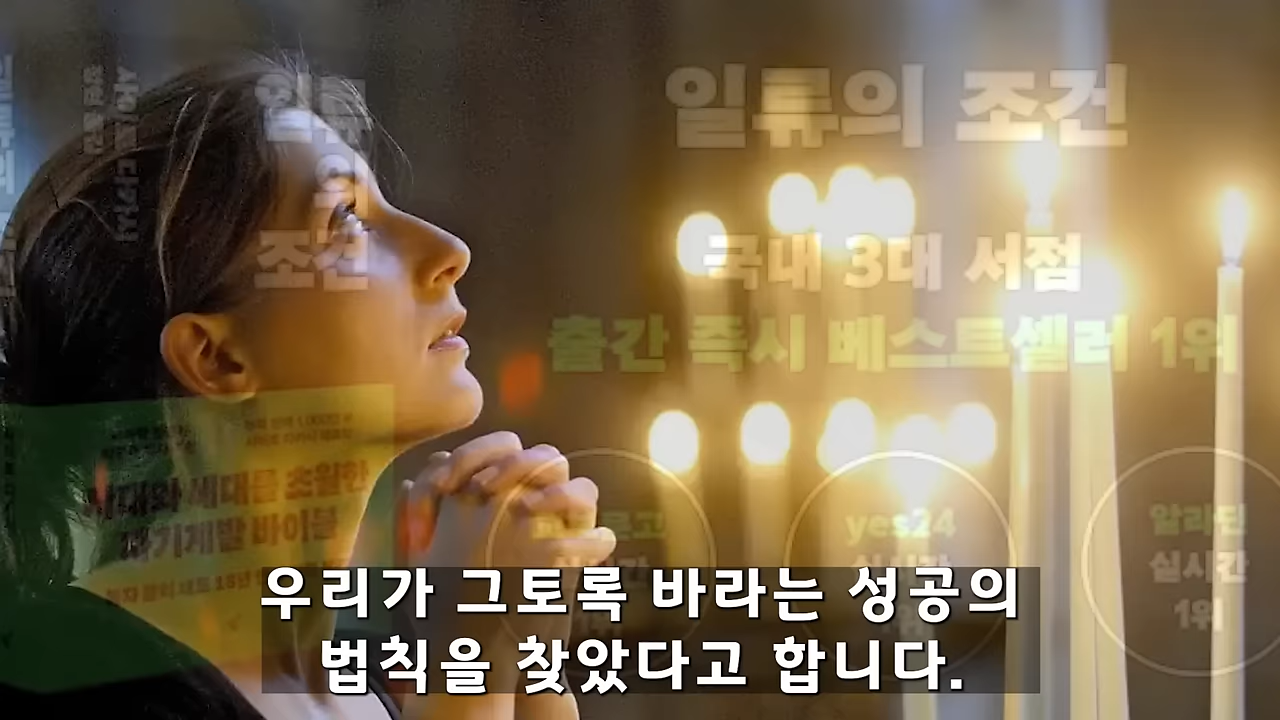 일류의 조건
국내 3대 서점
출간 즉시 베스트셀러 1위
일류
의
조건
시대와 세대를 초월한
자기계발 바이블
yes24
실시간
알라딘
실시간
1위
우리가 그토록 바라는 성공의
법칙을 찾았다고 합니다.